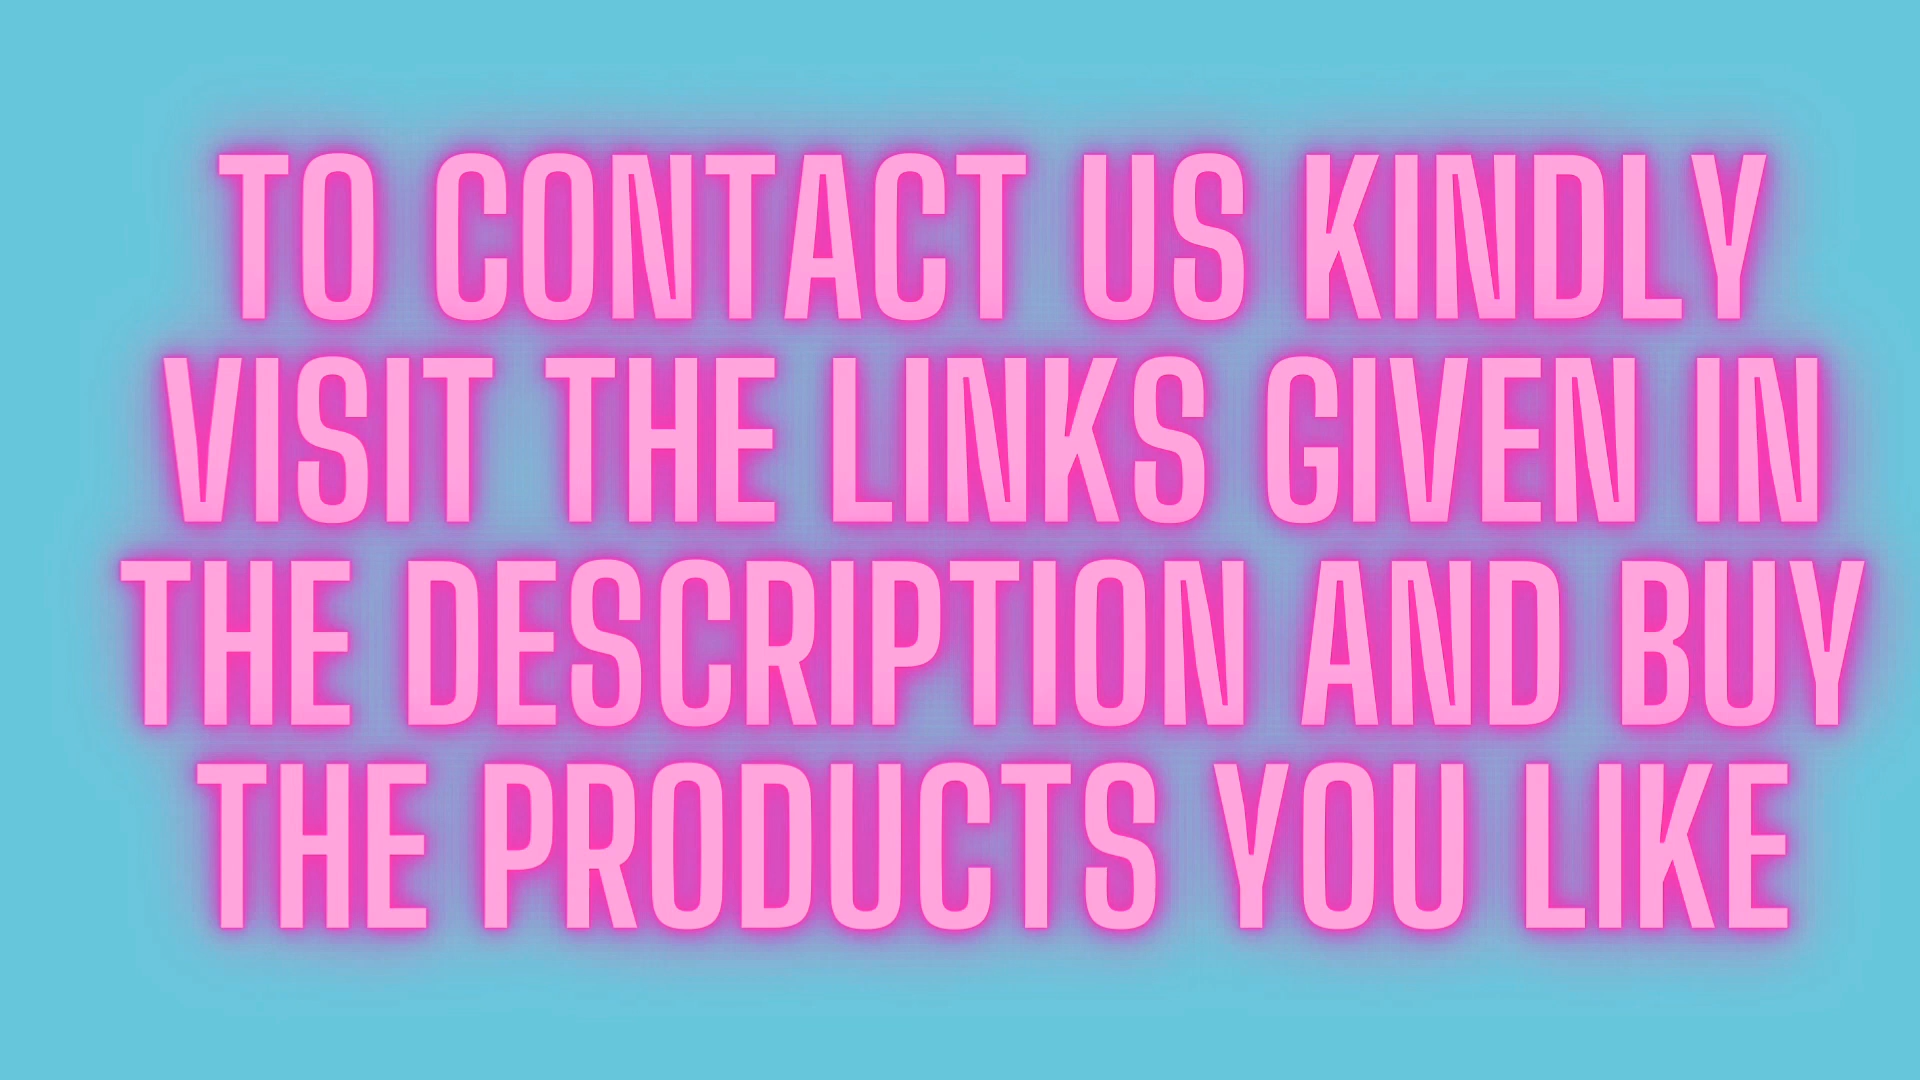 TO CONTACT US KINDLY
VISIT THE LINKS GIVEN IN
THE DESCRIPTION AND BUY
THE PRODUCTS YOU LIKE